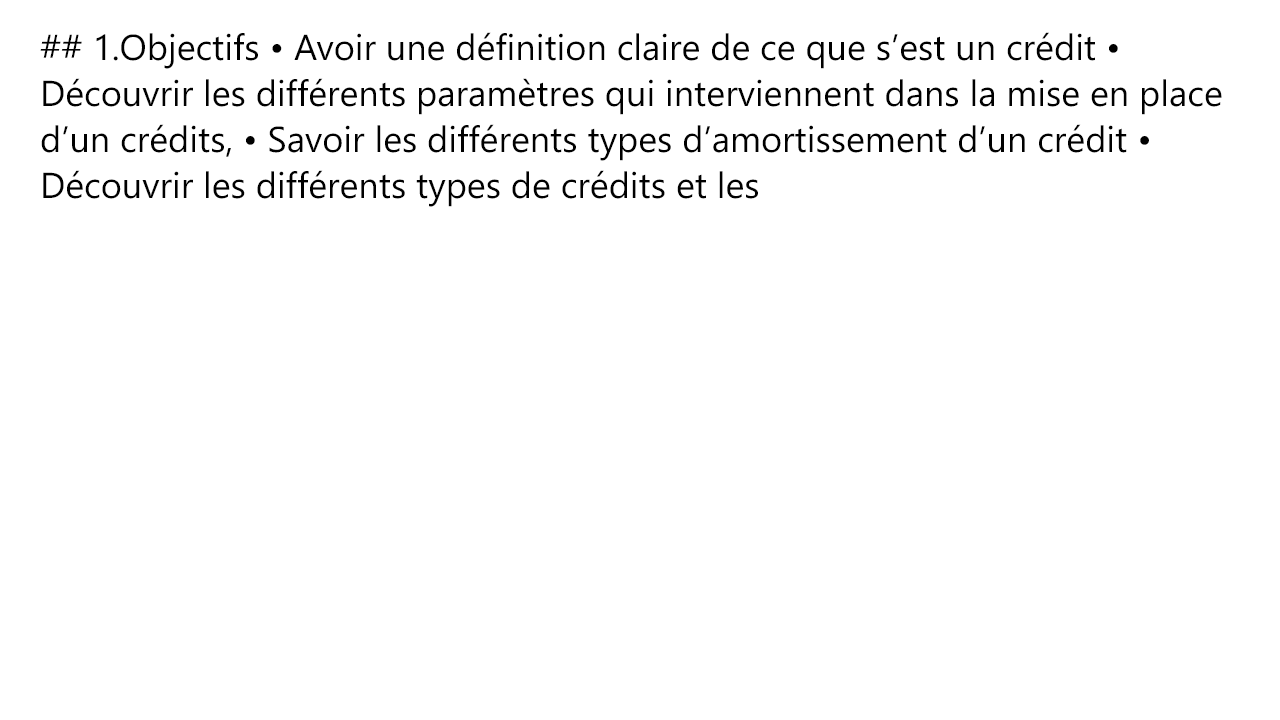 ## 1.Objectifs • Avoir une définition claire de ce que s’est un crédit •
Découvrir les différents paramètres qui interviennent dans la mise en place
d’un crédits, • Savoir les différents types d’amortissement d’un crédit •
Découvrir les différents types de crédits et les